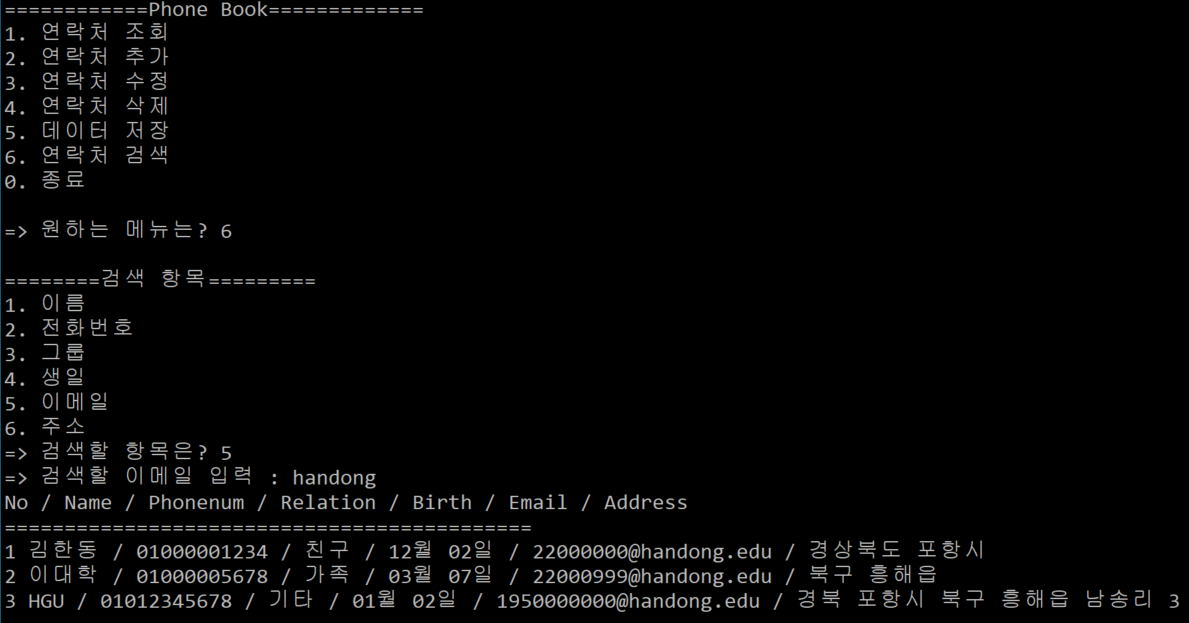 ============Phone Book=============
1. 연락처 조회
2. 연락처 추가
3. 연락처 수정
4. 연락처 삭제
5. 데이터 저장
6. 연락처 검색
0. 종료
=> 원하는 메뉴는? 6
========검색 항목=========
1. 이름
2. 전화번호
3. 그룹
4. 생일
5. 이메일
6. 주소
=> 검색할 항목은? 5
=> 검색할 이메일 입력 : handong
No / Name / Phonenum / Relation / Birth / Email / Address
============================================
1 김한동 / 01000001234 / 친구 / 12월 02일 / 22000000@handong.edu / 경상북도 포항시
2 이대학 / 01000005678 / 가족 / 03월 07일 / 22000999@handong.edu / 북구 흥해읍
3 HGU / 01012345678 / 기타 / 01월 02일 / 1950000000@handong.edu / 경북 포항시 북구 흥해읍 남송리 3